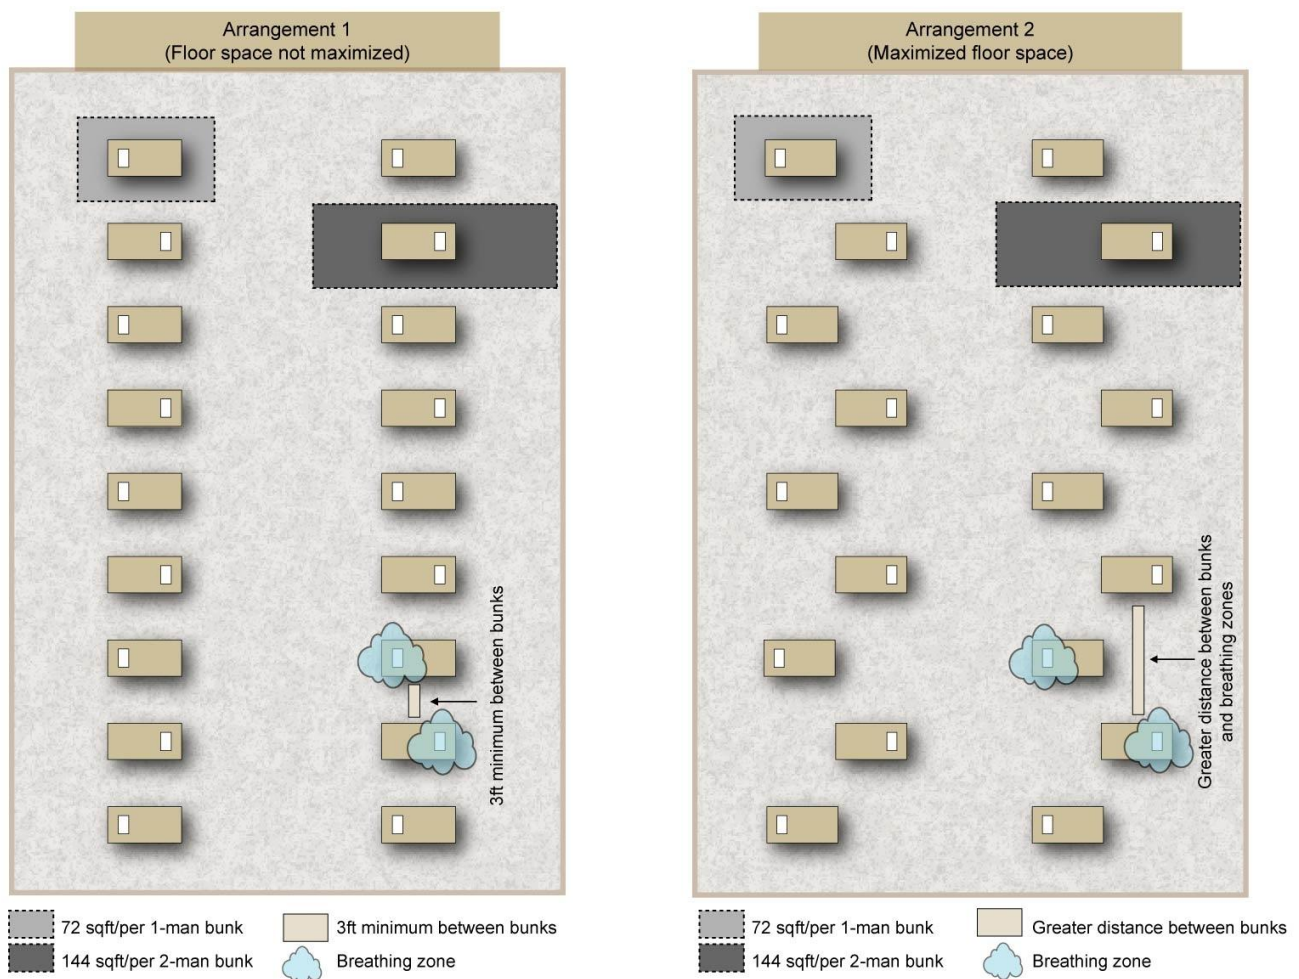 Arrangement 1
(Floor space not maximized)
3ft minimum between bunks
72 sqft/per 1-man bunk
144 sqft/per 2-man bunk
3ft minimum between bunks
Breathing zone
Arrangement 2
(Maximized floor space)
Greater distance between bunks
and breathing zones
72 sqft/per 1-man bunk
144 sqft/per 2-man bunk
Greater distance between bunks
Breathing zone